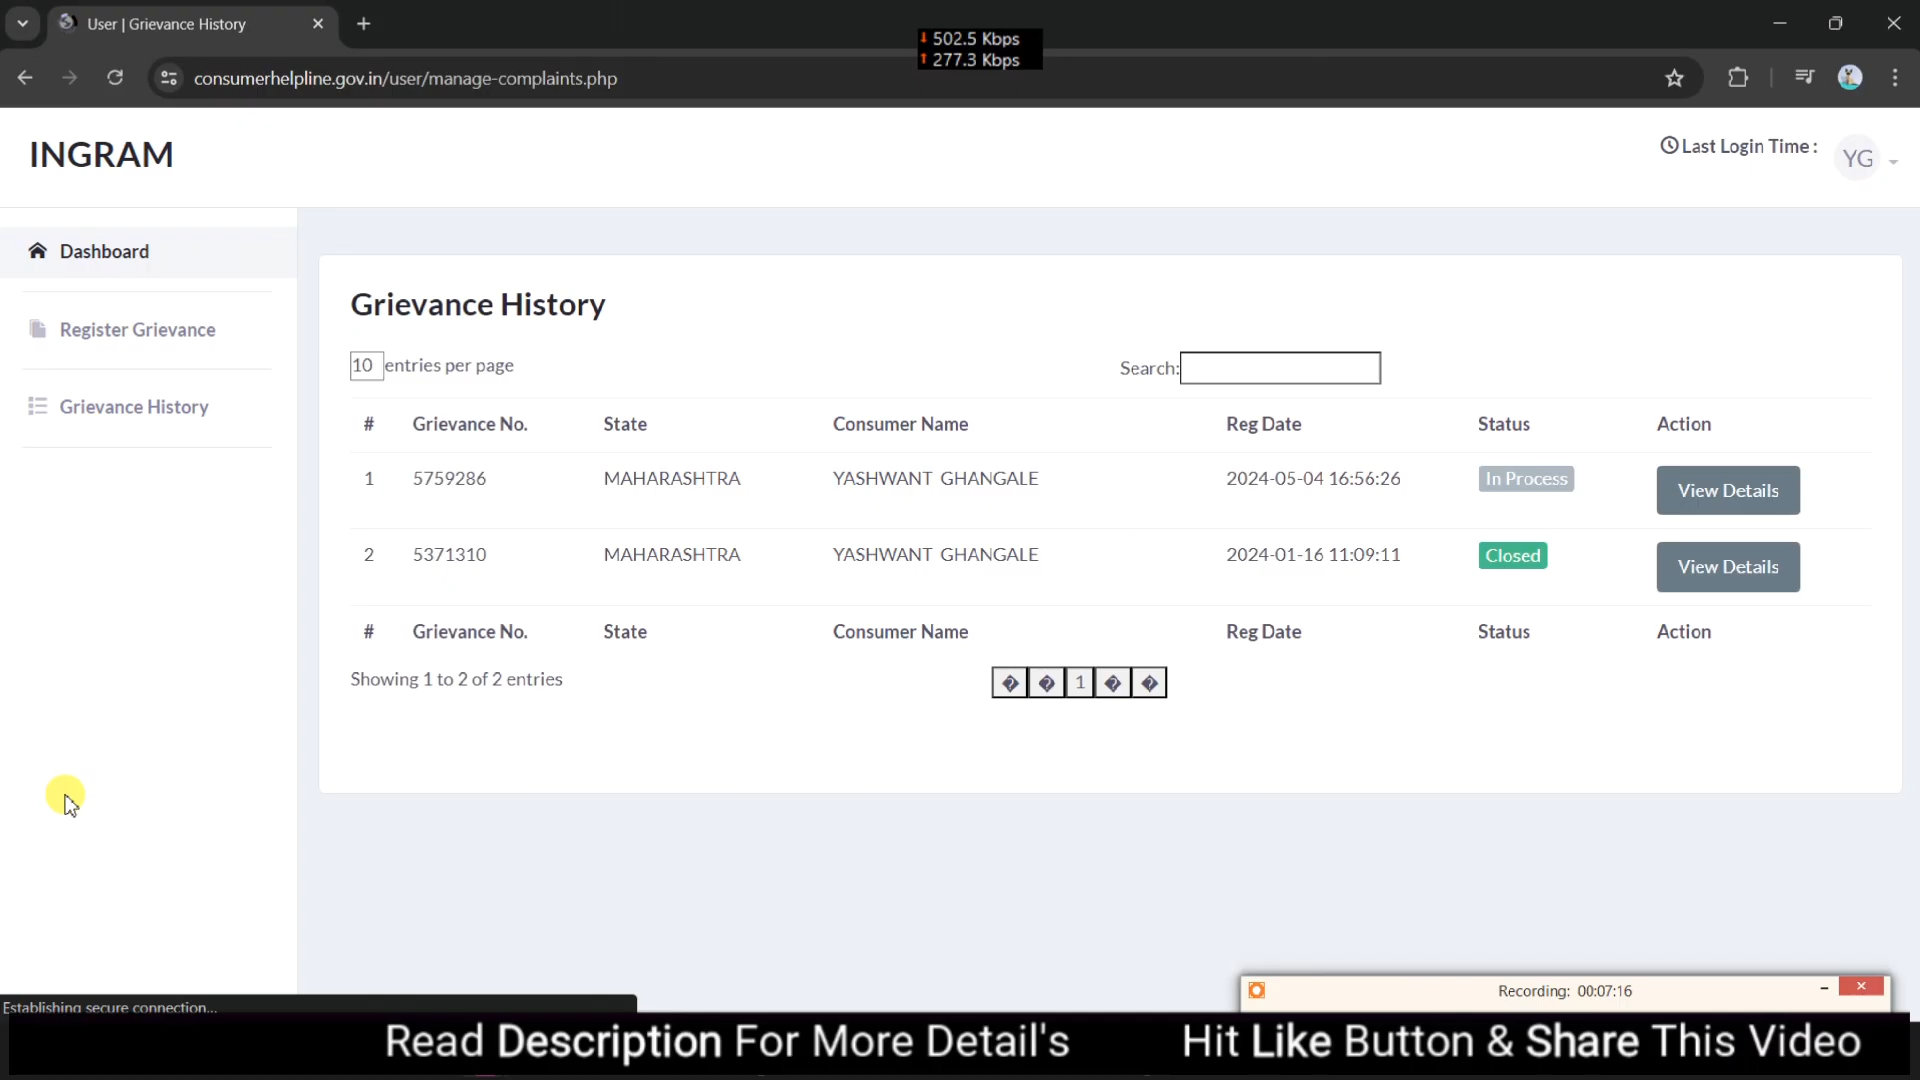 User | Grievance History
502.5 Kbps
277.3 Kbps
consumerhelpline.gov.in/user/manage-complaints.php
INGRAM
Last Login Time :
YG
Dashboard
Register Grievance
Grievance History
Grievance History
10 entries per page
Search:
# Grievance No. State Consumer Name Reg Date Status Action
1 5759286 MAHARASHTRA YASHWANT GHANGALE 2024-05-04 16:56:26 In Process View Details
2 5371310 MAHARASHTRA YASHWANT GHANGALE 2024-01-16 11:09:11 Closed View Details
# Grievance No. State Consumer Name Reg Date Status Action
Showing 1 to 2 of 2 entries
� � 1 � �
Recording: 00:07:16
Establishing secure connection...
Read Description For More Detail's Hit Like Button & Share This Video